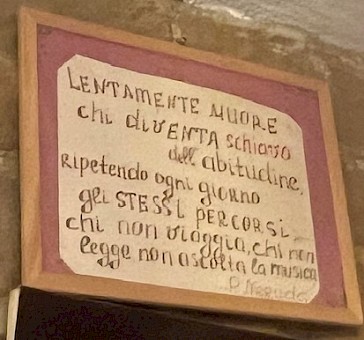 LENTAMENTE MUORE
chi diVENTA schiavo
dell'abitudine,
Ripetendo ogni giorno
gli STESSI PERCORSI
chi non viaggia, chi non
legge non ascolta la musica
P. Neruda